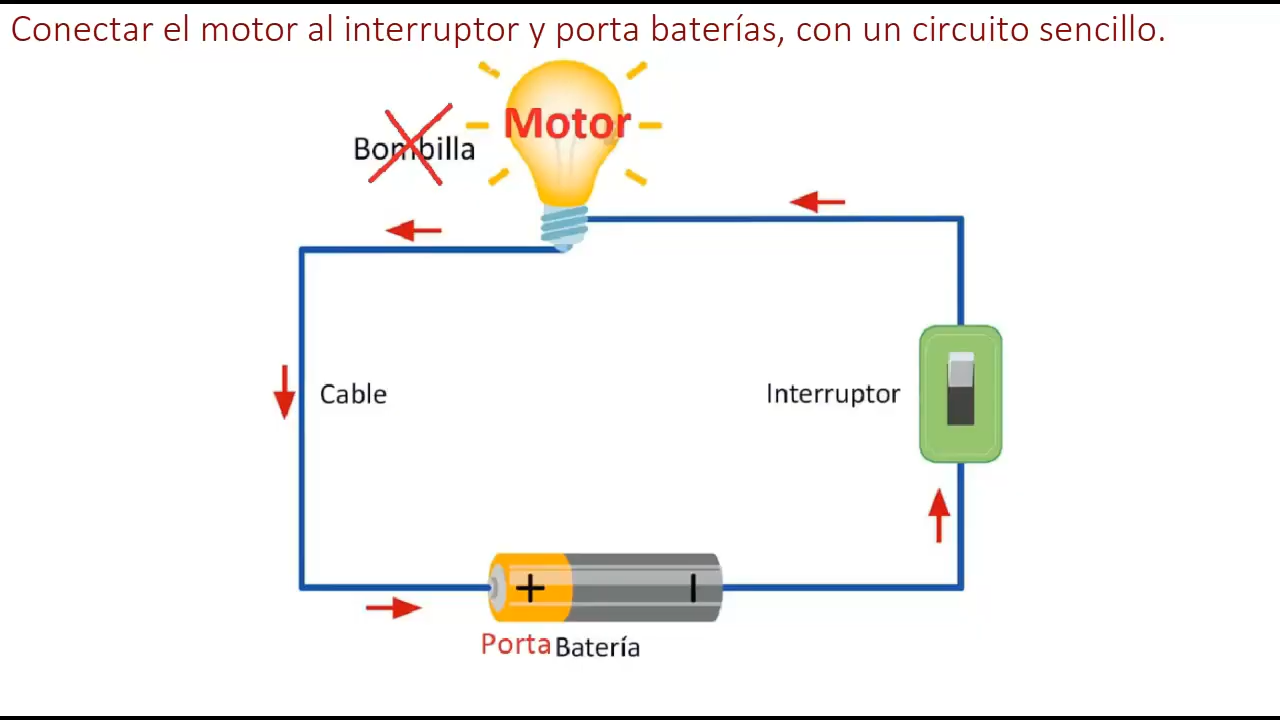 Conectar el motor al interruptor y porta baterías, con un circuito sencillo.
Motor
Bombilla
Cable
Interruptor
+ -
Porta Batería